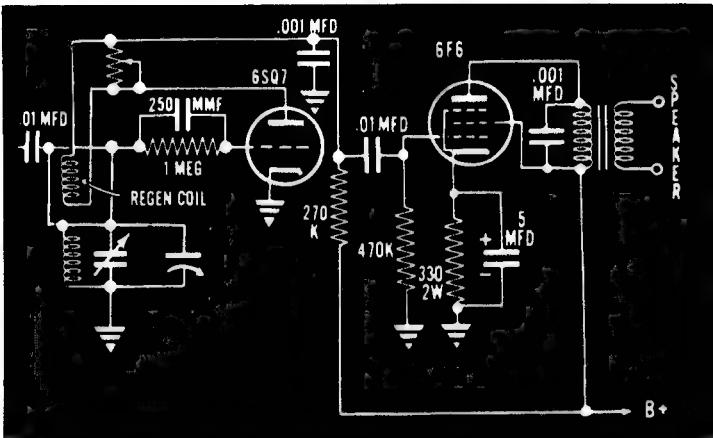 .001 MFD
6SQ7
6F6
.001
MFD
SPEAKER
.01 MFD
250 MMF
.01 MFD
1 MEG
REGEN COIL
270
K
470K
330
2W
+
5
MFD
−
B+